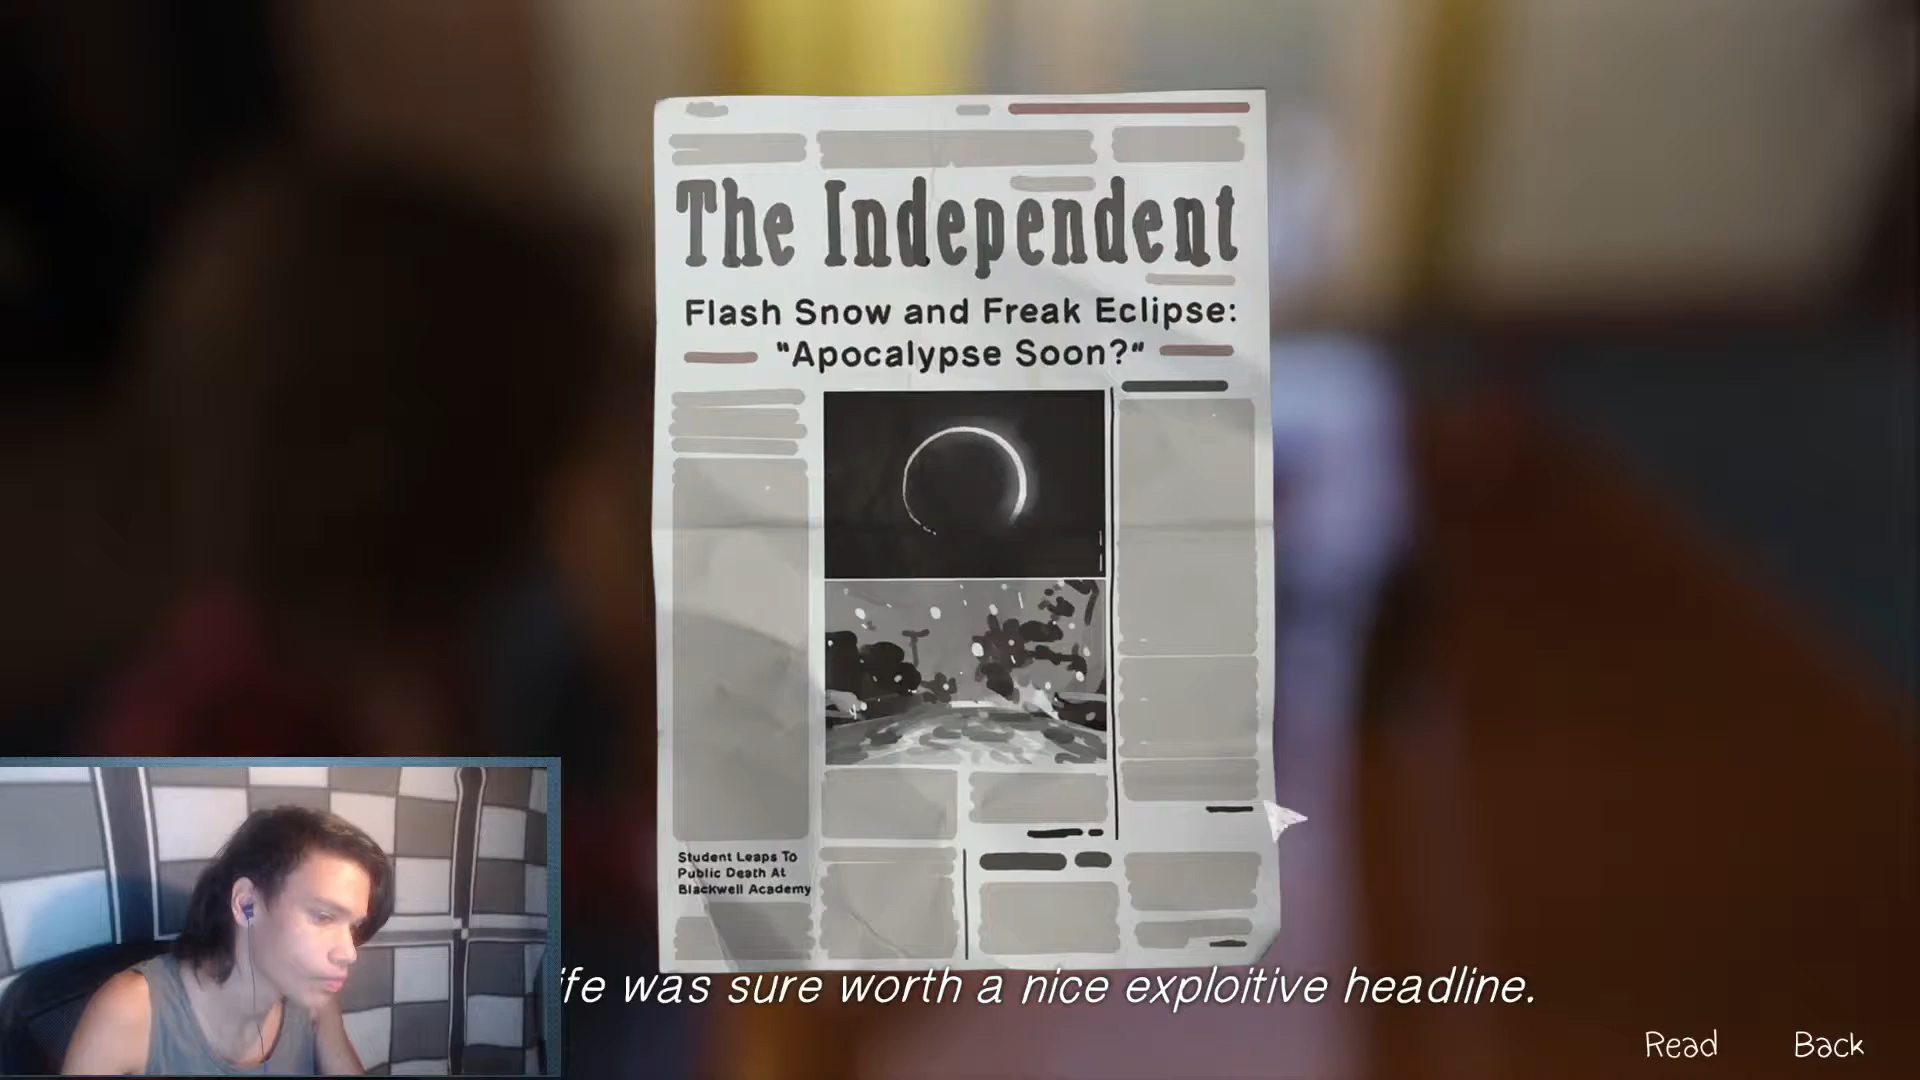 The Independent
Flash Snow and Freak Eclipse:
"Apocalypse Soon?"
Student Leaps To
Public Death At
Blackwell Academy
ife was sure worth a nice exploitive headline.
Read
Back